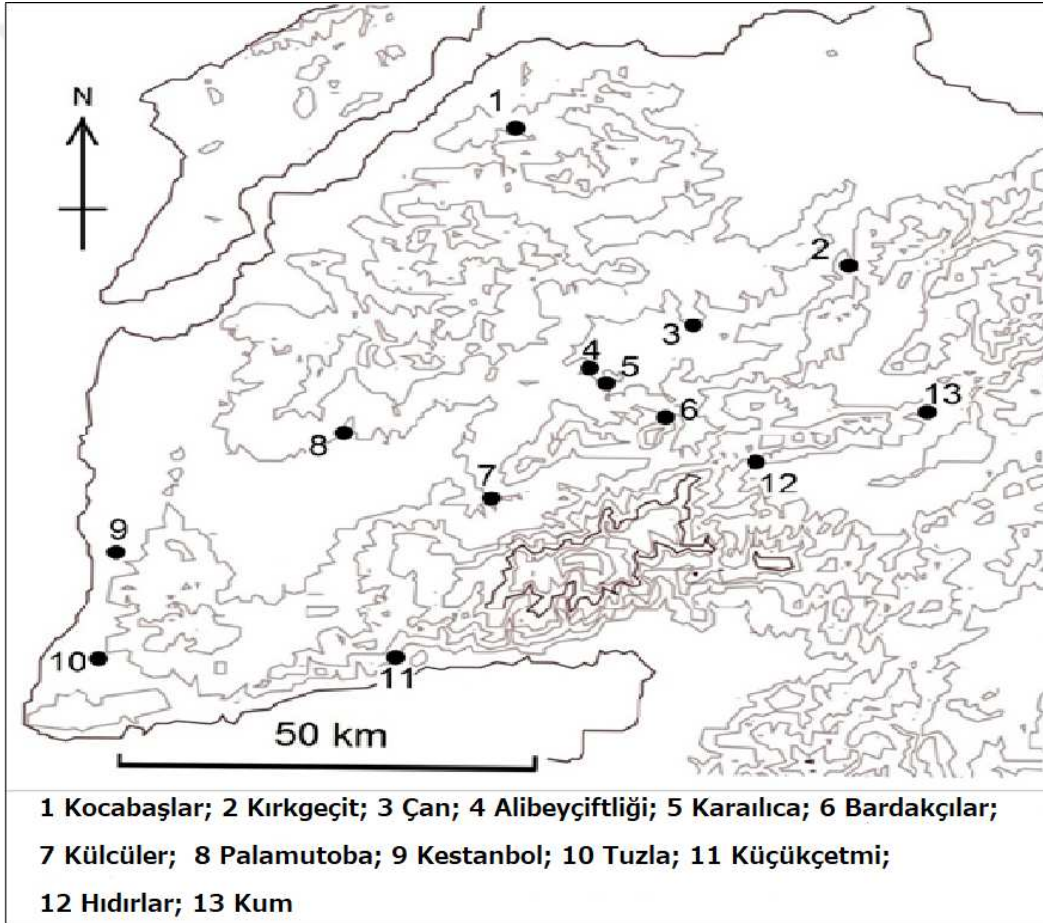 N
1
2
3
4
5
6
13
8
12
7
9
10
11
50 km
1 Kocabaşlar; 2 Kırkgeçit; 3 Çan; 4 Alibeyçiftliği; 5 Karaılıca; 6 Bardakçılar;
7 Külcüler; 8 Palamutoba; 9 Kestanbol; 10 Tuzla; 11 Küçükçetmi;
12 Hıdırlar; 13 Kum